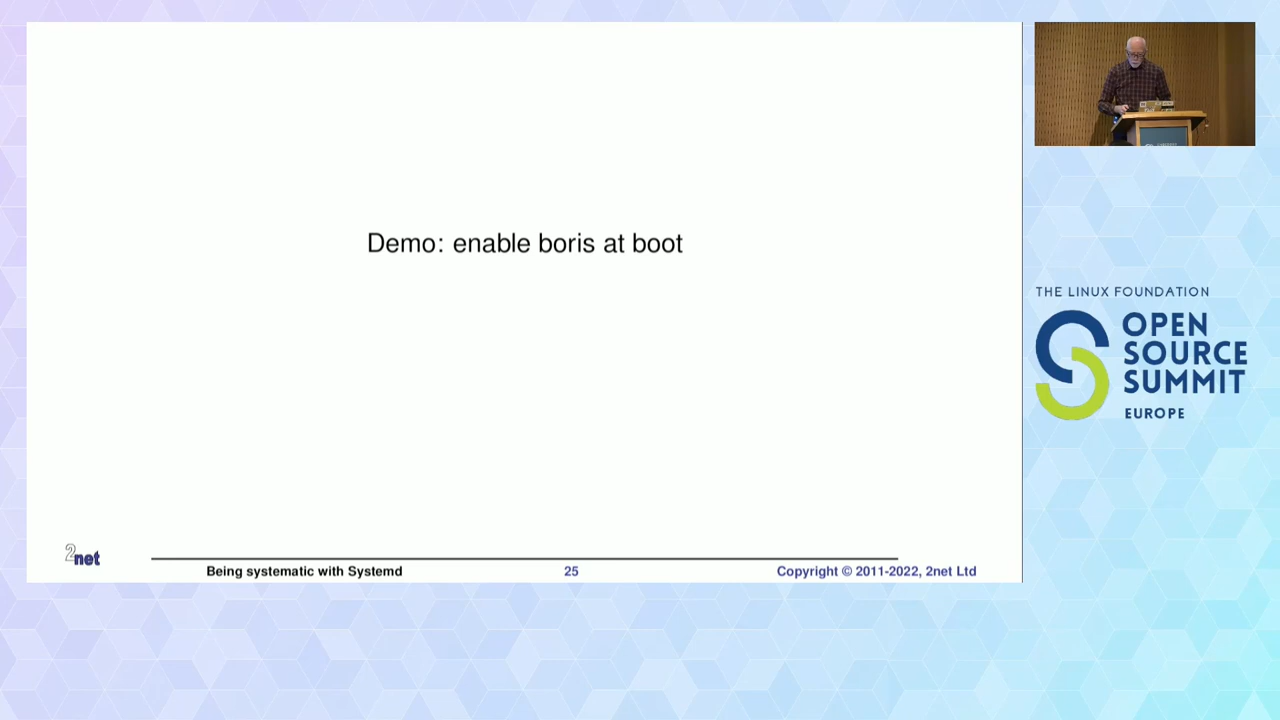 Demo: enable boris at boot
2net
Being systematic with Systemd
25
Copyright © 2011-2022, 2net Ltd
THE LINUX FOUNDATION
OPEN
SOURCE
SUMMIT
EUROPE